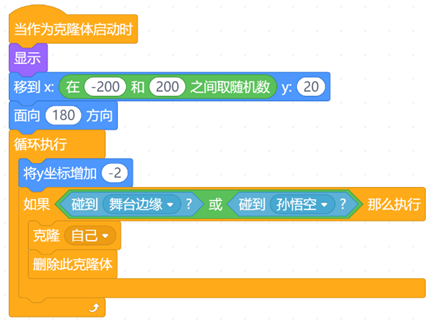 当作为克隆体启动时
显示
移到 x: 在 -200 和 200 之间取随机数 y: 20
面向 180 方向
循环执行
将y坐标增加 -2
如果 碰到 舞台边缘 ? 或 碰到 孙悟空 ? 那么执行
克隆 自己
删除此克隆体